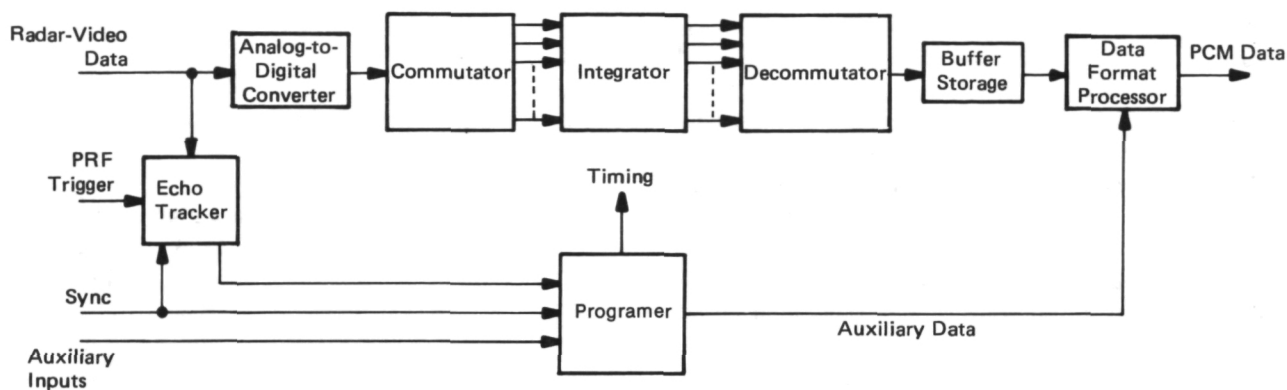 Radar-Video
Data
Analog-to-
Digital
Converter
Commutator
Integrator
Decommutator
Buffer
Storage
Data
Format
Processor
PCM Data
PRF
Trigger
Echo
Tracker
Timing
Sync
Programer
Auxiliary Data
Auxiliary
Inputs